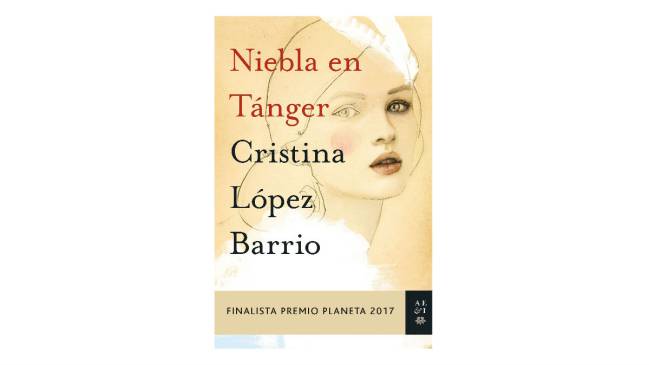 Niebla en
Tánger
Cristina
López
Barrio
FINALISTA PREMIO PLANETA 2017
A E
& I